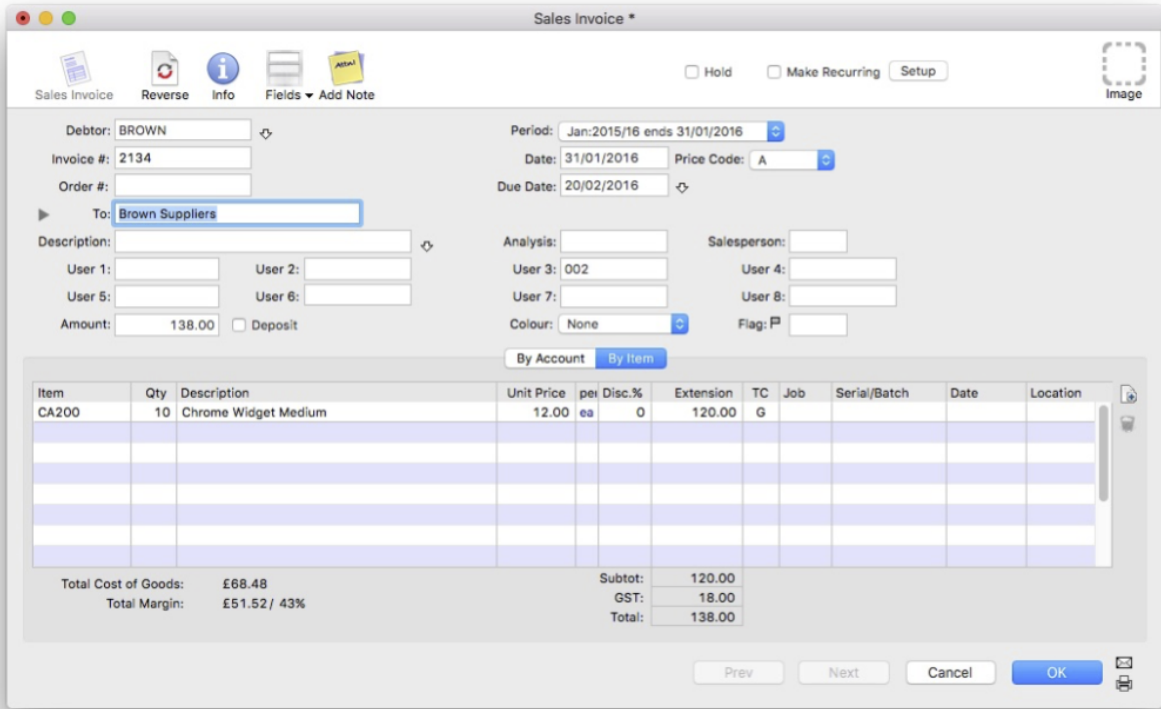 Sales Invoice *
Sales Invoice Reverse Info Fields Add Note
Hold Make Recurring Setup
Image
Debtor: BROWN Period: Jan:2015/16 ends 31/01/2016
Invoice #: 2134 Date: 31/01/2016 Price Code: A
Order #: Due Date: 20/02/2016
To: Brown Suppliers
Description: Analysis: Salesperson:
User 1: User 2: User 3: 002 User 4:
User 5: User 6: User 7: User 8:
Amount: 138.00 Deposit Colour: None Flag:
By Account By Item
Item Qty Description Unit Price per Disc.% Extension TC Job Serial/Batch Date Location
CA200 10 Chrome Widget Medium 12.00 ea 0 120.00 G
Total Cost of Goods: £68.48 Subtot: 120.00
Total Margin: £51.52/ 43% GST: 18.00
Total: 138.00
Prev Next Cancel OK